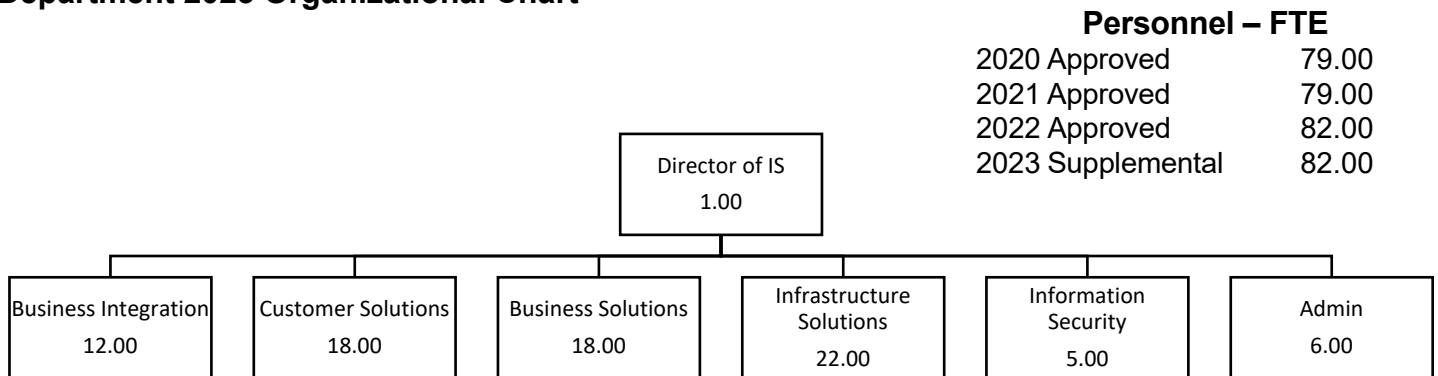 Department 2023 Organizational Chart
Personnel – FTE
2020 Approved 79.00
2021 Approved 79.00
2022 Approved 82.00
2023 Supplemental 82.00
Director of IS
1.00
Business Integration
12.00
Customer Solutions
18.00
Business Solutions
18.00
Infrastructure
Solutions
22.00
Information
Security
5.00
Admin
6.00